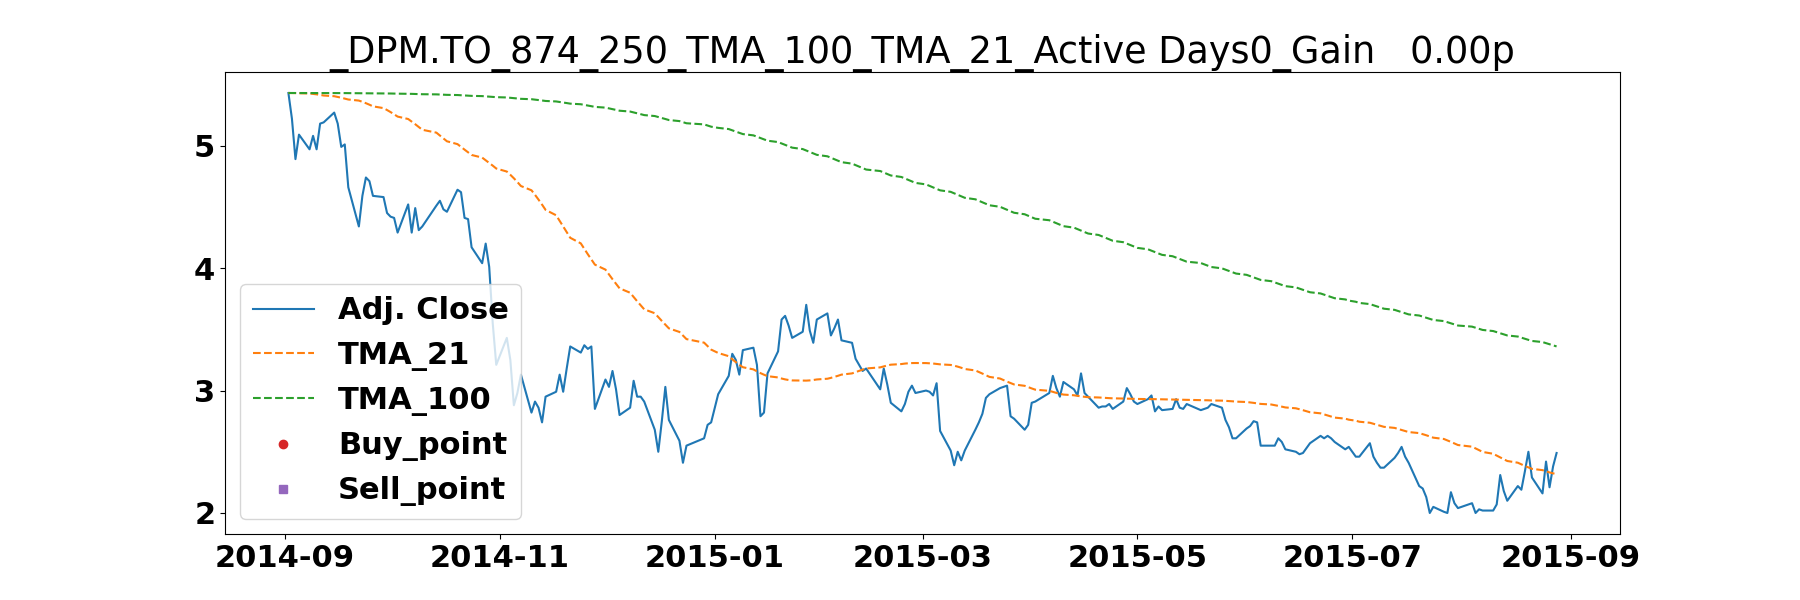 _DPM.TO_874_250_TMA_100_TMA_21_Active Days0_Gain   0.00p
5
4
3
2
Adj. Close
TMA_21
TMA_100
Buy_point
Sell_point
2014-09 2014-11 2015-01 2015-03 2015-05 2015-07 2015-09